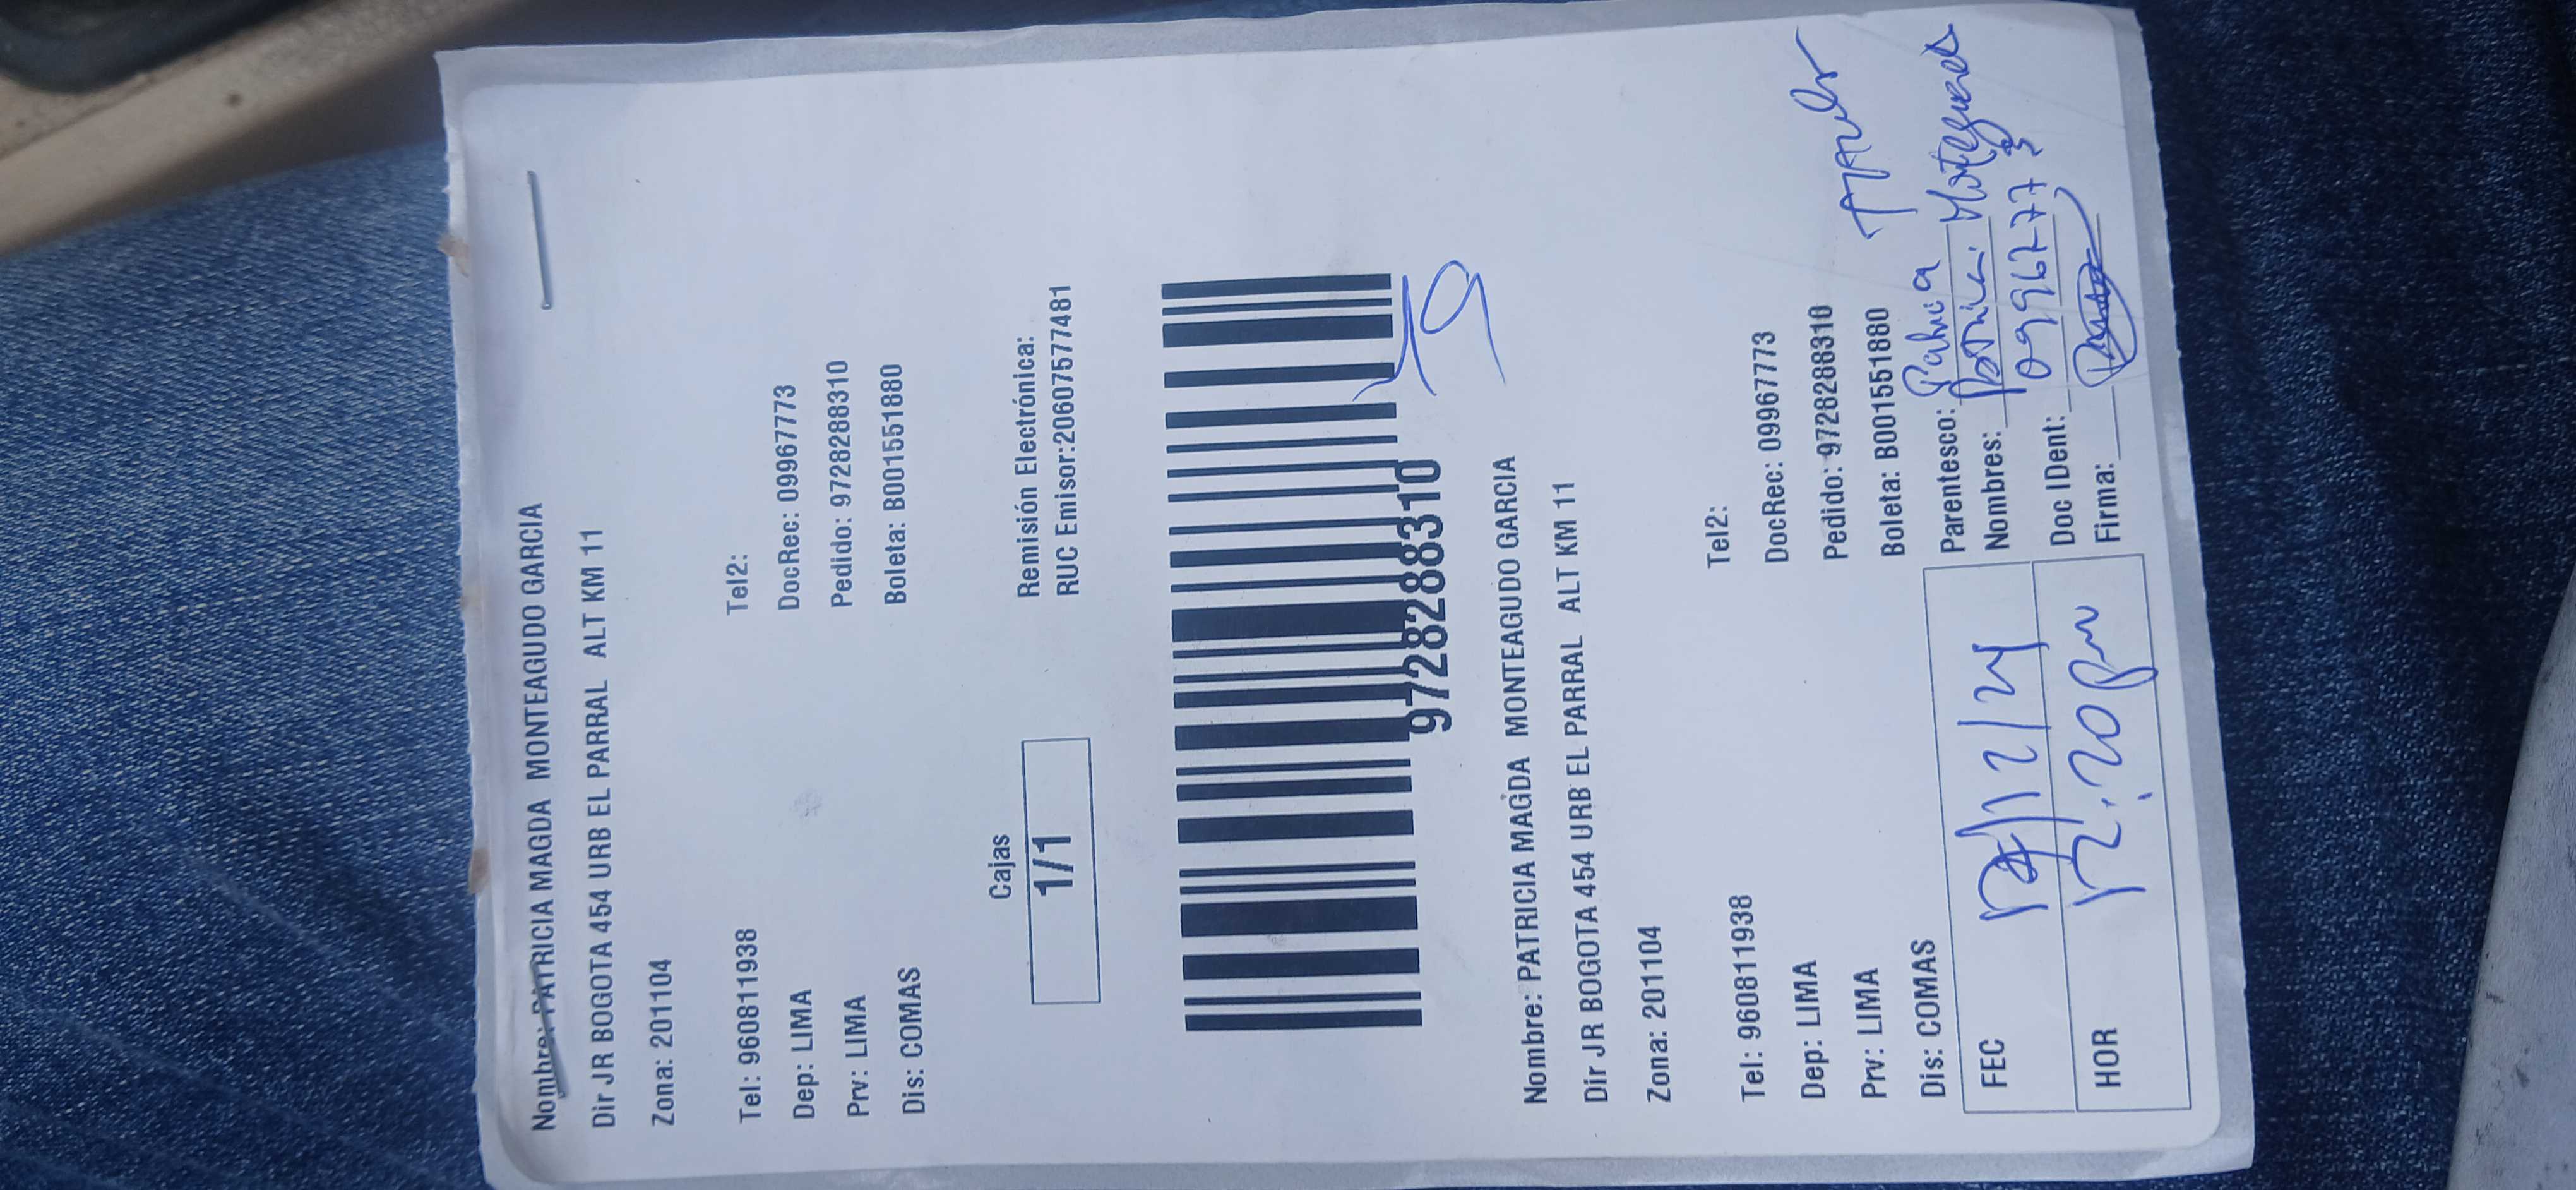 Nombre: PATRICIA MAGDA MONTEAGUDO GARCIA
Dir JR BOGOTA 454 URB EL PARRAL ALT KM 11
Zona: 201104
Tel: 960811938 Tel2:
Dep: LIMA DocRec: 09967773
Prv: LIMA Pedido: 9728288310
Dis: COMAS Boleta: B001551880
Cajas
1/1
Remisión Electrónica:
RUC Emisor:20607577481
9728288310
Nombre: PATRICIA MAGDA MONTEAGUDO GARCIA
Dir JR BOGOTA 454 URB EL PARRAL ALT KM 11
Zona: 201104
Tel: 960811938 Tel2:
Dep: LIMA DocRec: 09967773
Prv: LIMA Pedido: 9728288310
Dis: COMAS Boleta: B001551880
FEC
HOR 12:20 pm
Parentesco:
Nombres:
Doc IDent:
Firma: